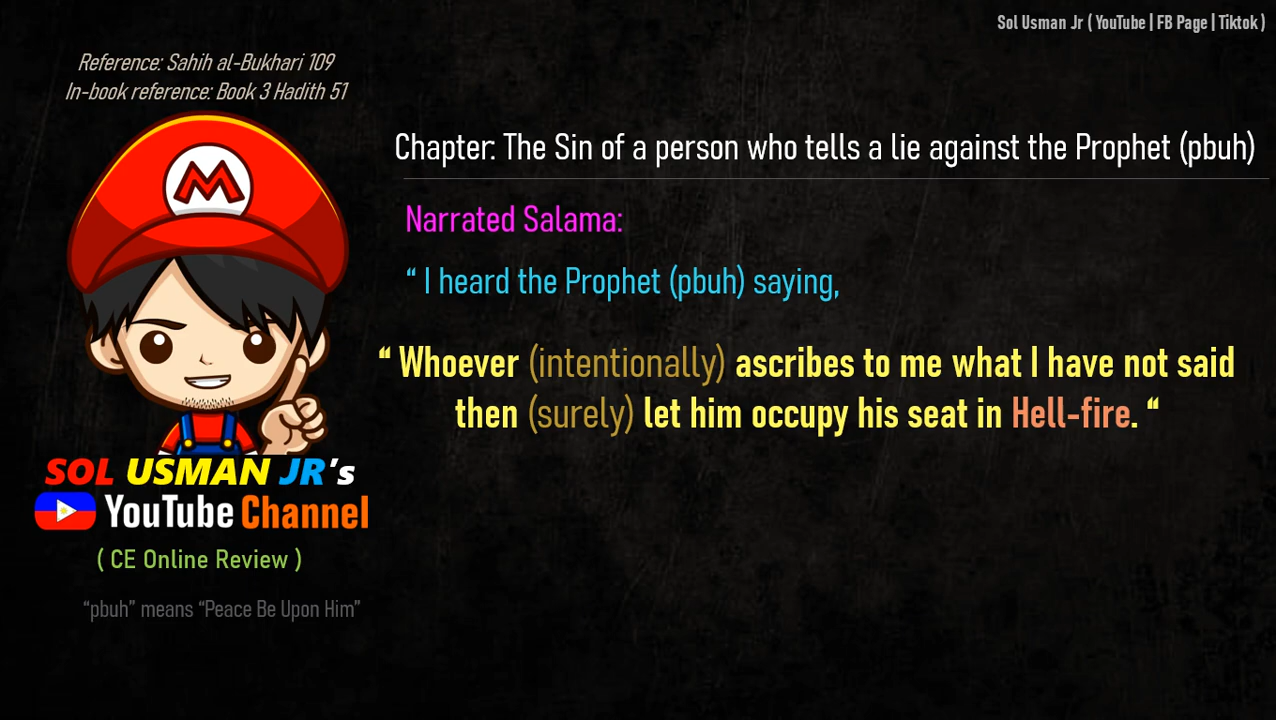 Sol Usman Jr ( YouTube | FB Page | Tiktok )
Reference: Sahih al-Bukhari 109
In-book reference: Book 3 Hadith 51
M
Chapter: The Sin of a person who tells a lie against the Prophet (pbuh)
Narrated Salama:
“ I heard the Prophet (pbuh) saying,
“ Whoever (intentionally) ascribes to me what I have not said
then (surely) let him occupy his seat in Hell-fire. “
SOL USMAN JR's
YouTube Channel
( CE Online Review )
“pbuh” means “Peace Be Upon Him”